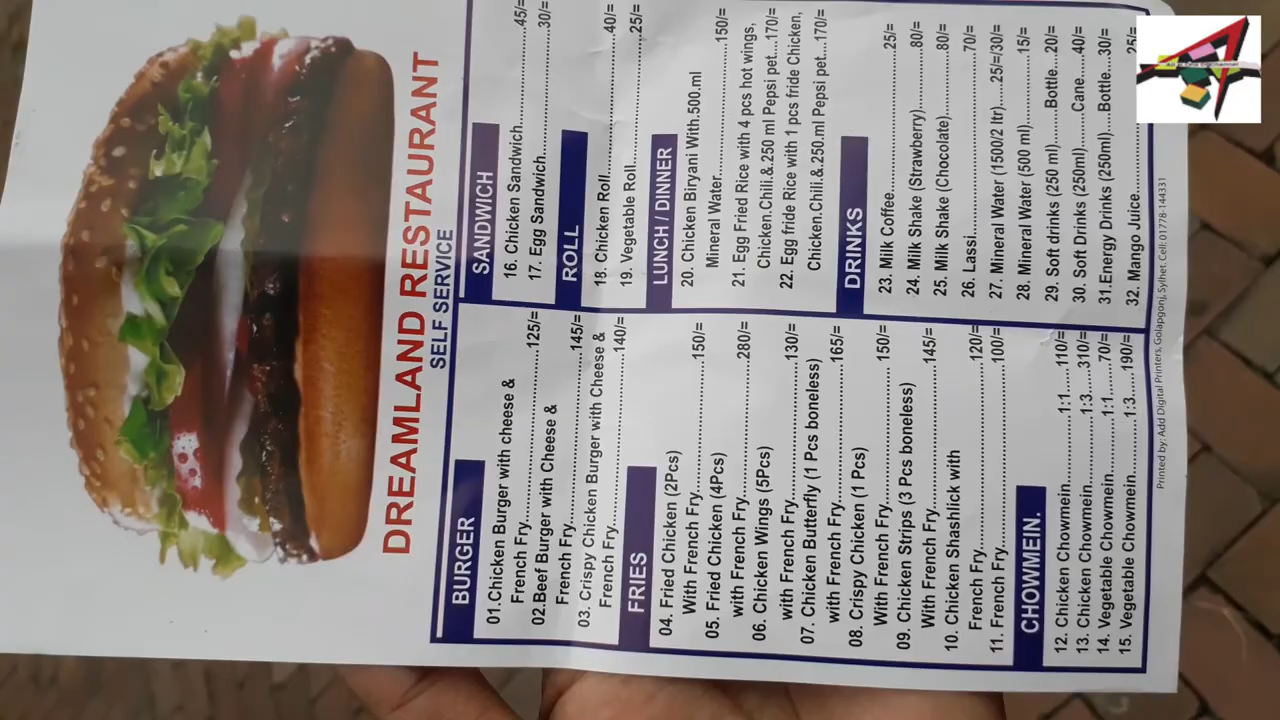 DREAMLAND RESTAURANT
SELF SERVICE
BURGER
01.Chicken Burger with cheese &
French Fry..................................125/=
02.Beef Burger with Cheese &
French Fry..................................145/=
03. Crispy Chicken Burger with Cheese &
French Fry..................................140/=
FRIES
04. Fried Chicken (2Pcs)
With French Fry..........................150/=
05. Fried Chicken (4Pcs)
with French Fry...........................280/=
06. Chicken Wings (5Pcs)
with French Fry...........................130/=
07. Chicken Butterfly (1 Pcs boneless)
with French Fry...........................165/=
08. Crispy Chicken (1 Pcs)
With French Fry...........................150/=
09. Chicken Strips (3 Pcs boneless)
With French Fry...........................145/=
10. Chicken Shashlick with
French Fry..................................120/=
11. French Fry..................................100/=
CHOWMEN.
12. Chicken Chowmein............1:1.....110/=
13. Chicken Chowmein............1:3.....310/=
14. Vegetable Chowmein..........1:1.....70/=
15. Vegetable Chowmein..........1:3.....190/=
SANDWICH
16. Chicken Sandwich........................45/=
17. Egg Sandwich..............................30/=
ROLL
18. Chicken Roll................................40/=
19. Vegetable Roll.............................25/=
LUNCH / DINNER
20. Chicken Biryani With.500.ml
Mineral Water............................150/=
21. Egg Fried Rice with 4 pcs hot wings,
Chicken.Chili.&.250 ml Pepsi pet...170/=
22. Egg fride Rice with 1 pcs fride Chicken,
Chicken.Chili.&.250.ml Pepsi pet...170/=
DRINKS
23. Milk Coffee..................................25/=
24. Milk Shake (Strawberry)................80/=
25. Milk Shake (Chocolate).................80/=
26. Lassi..........................................70/=
27. Mineral Water (1500/2 ltr)....25/=/30/=
28. Mineral Water (500 ml)..................15/=
29. Soft drinks (250 ml).......Bottle....20/=
30. Soft Drinks (250ml).......Cane....40/=
31.Energy Drinks (250ml)....Bottle....30/=
32. Mango Juice...............................25/=
Printed by: Add Digital Printers, Golapgonj, Sylhet. Cell: 01778-144331